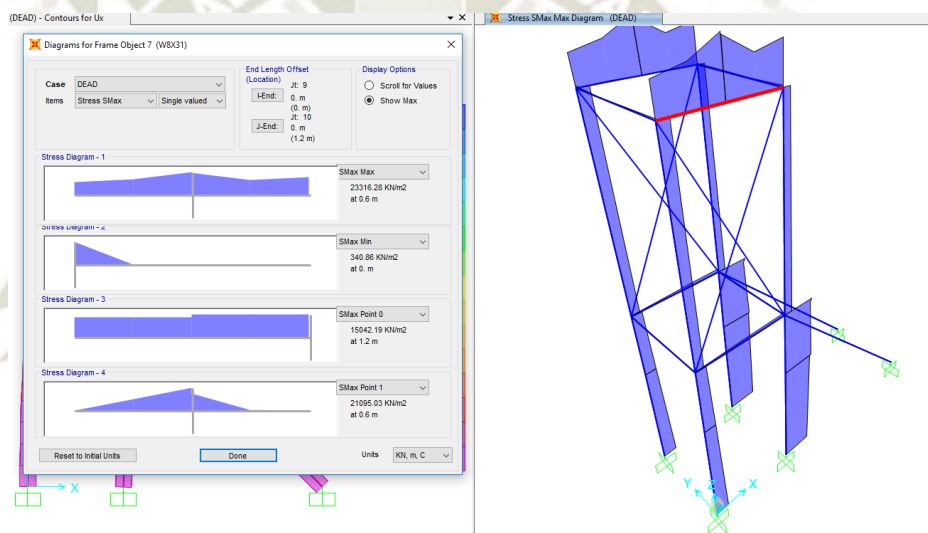 (DEAD) - Contours for Ux
Stress SMax Max Diagram (DEAD)
Diagrams for Frame Object 7 (W8X31)
Case DEAD
Items Stress SMax Single valued
End Length Offset
(Location)
Jt: 9
I-End: 0. m
(0. m)
Jt: 10
J-End: 0. m
(1.2 m)
Display Options
Scroll for Values
Show Max
Stress Diagram - 1
SMax Max
23316.28 KN/m2
at 0.6 m
Stress Diagram - 2
SMax Min
340.86 KN/m2
at 0. m
Stress Diagram - 3
SMax Point 0
15042.19 KN/m2
at 1.2 m
Stress Diagram - 4
SMax Point 1
21095.03 KN/m2
at 0.6 m
Reset to Initial Units
Done
Units KN, m, C
X
Y
Z
X